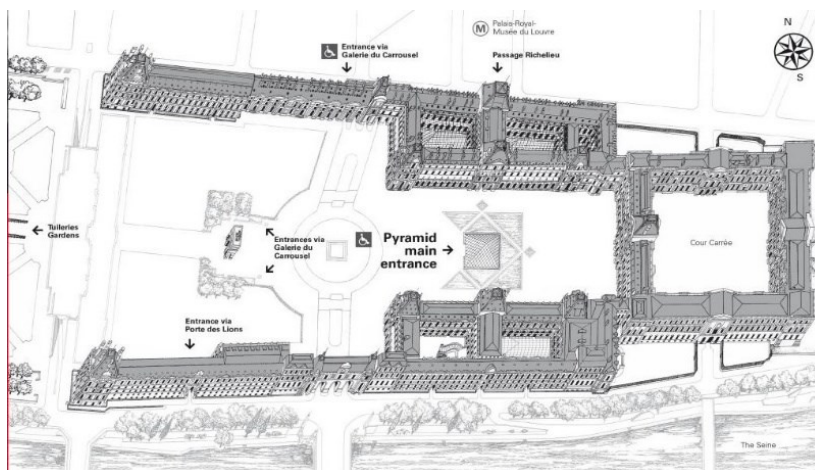 M
Palais-Royal-
Musée du Louvre
Entrance via
Galerie du Carrousel
Passage Richelieu
N
S
Tuileries
Gardens
Entrances via
Galerie du
Carrousel
Pyramid
main
entrance
Cour Carrée
Entrance via
Porte des Lions
The Seine